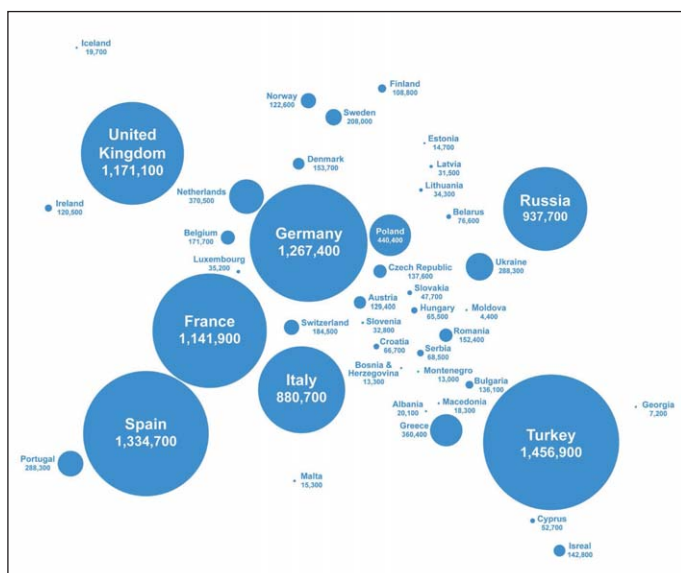 Iceland
19,700
Finland
108,800
Norway
122,600
Sweden
208,000
United
Kingdom
1,171,100
Estonia
14,700
Denmark
153,700
Latvia
31,500
Lithuania
34,300
Netherlands
370,500
Russia
937,700
Ireland
120,500
Belarus
76,600
Germany
1,267,400
Poland
440,400
Belgium
171,700
Ukraine
288,300
Luxembourg
35,200
Czech Republic
137,600
Slovakia
47,700
Austria
129,400
Hungary
65,500
Moldova
4,400
France
1,141,900
Switzerland
184,500
Slovenia
32,800
Romania
152,400
Croatia
66,700
Serbia
68,500
Bosnia &
Herzegovina
13,300
Montenegro
13,000
Italy
880,700
Bulgaria
136,100
Albania
20,100
Macedonia
18,300
Georgia
7,200
Spain
1,334,700
Greece
360,400
Turkey
1,456,900
Portugal
288,300
Malta
15,300
Cyprus
52,700
Isreal
142,800